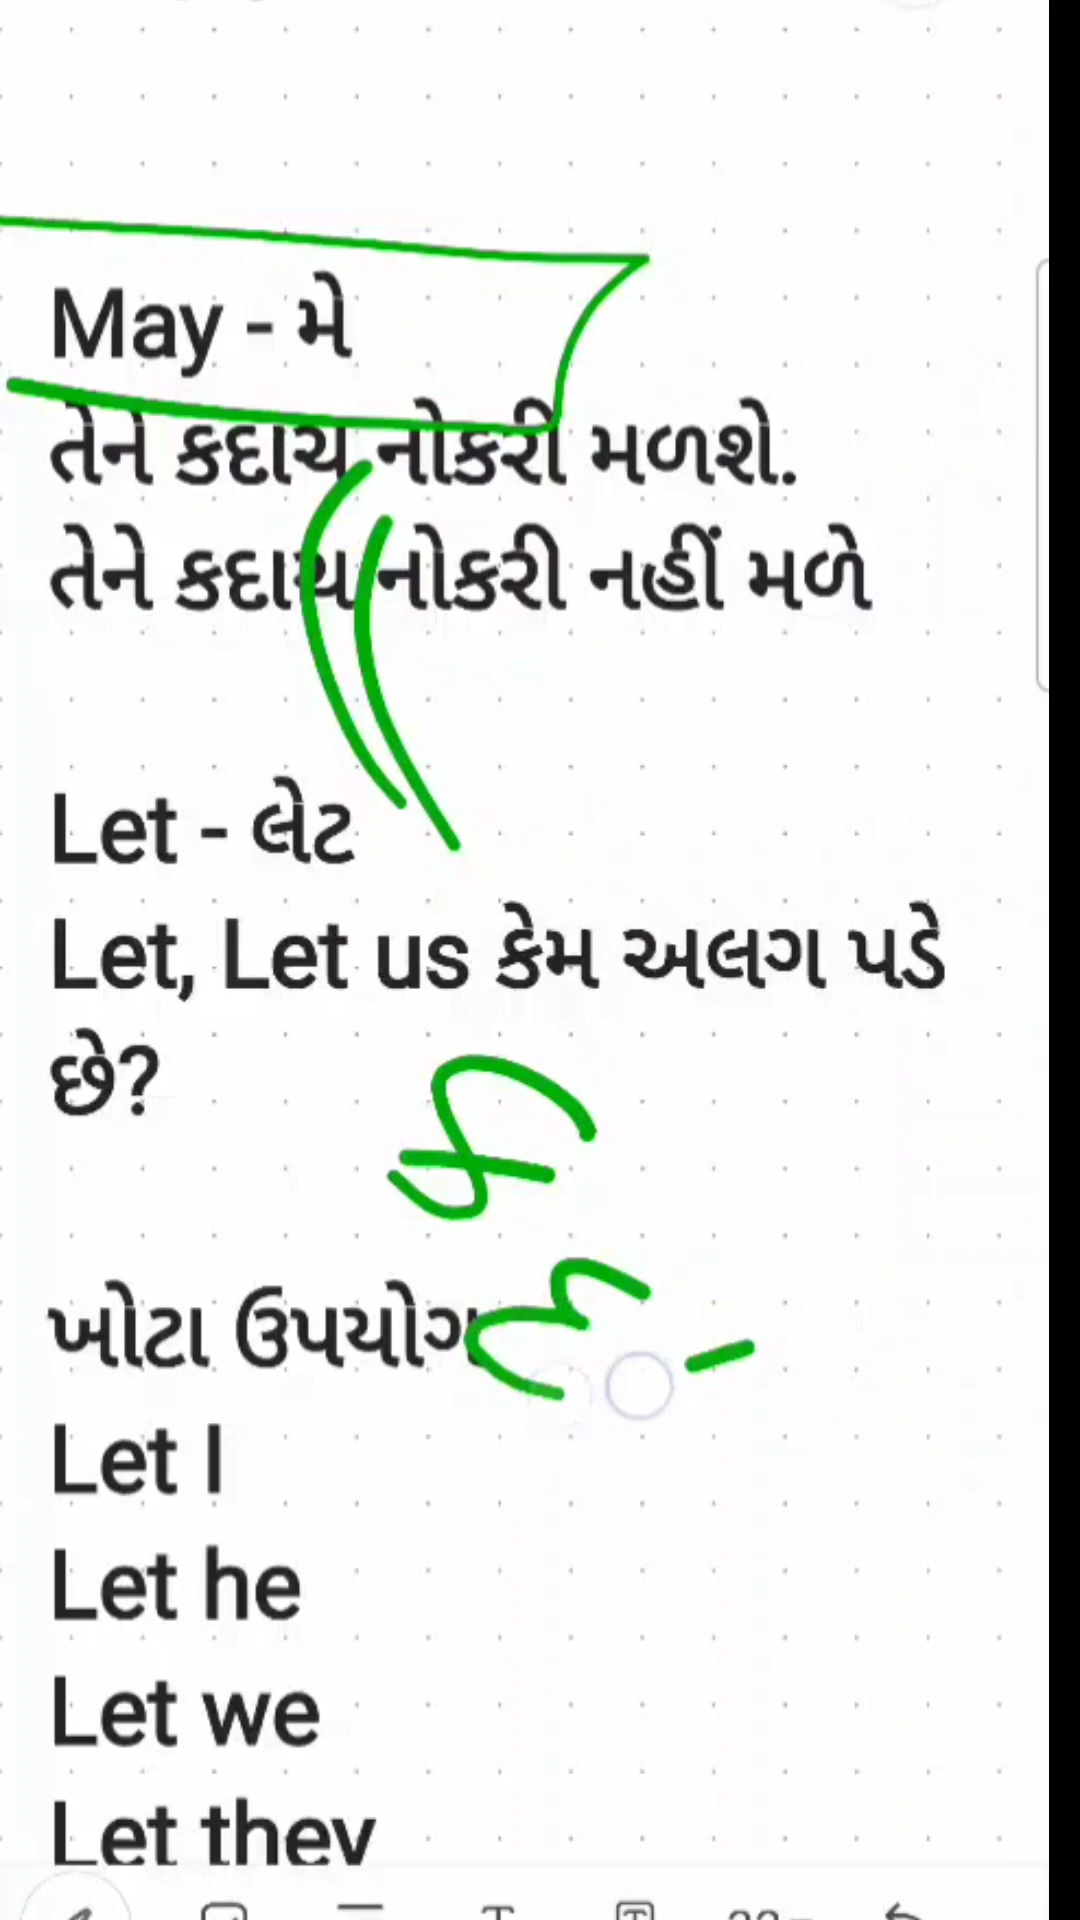 May - મે
તેને કદાચ નોકરી મળશે.
તેને કદાચ નોકરી નહીં મળે
Let - લેટ
Let, Let us કેમ અલગ પડે
છે?
ખોટા ઉપયોગ
Let I
Let he
Let we
Let they